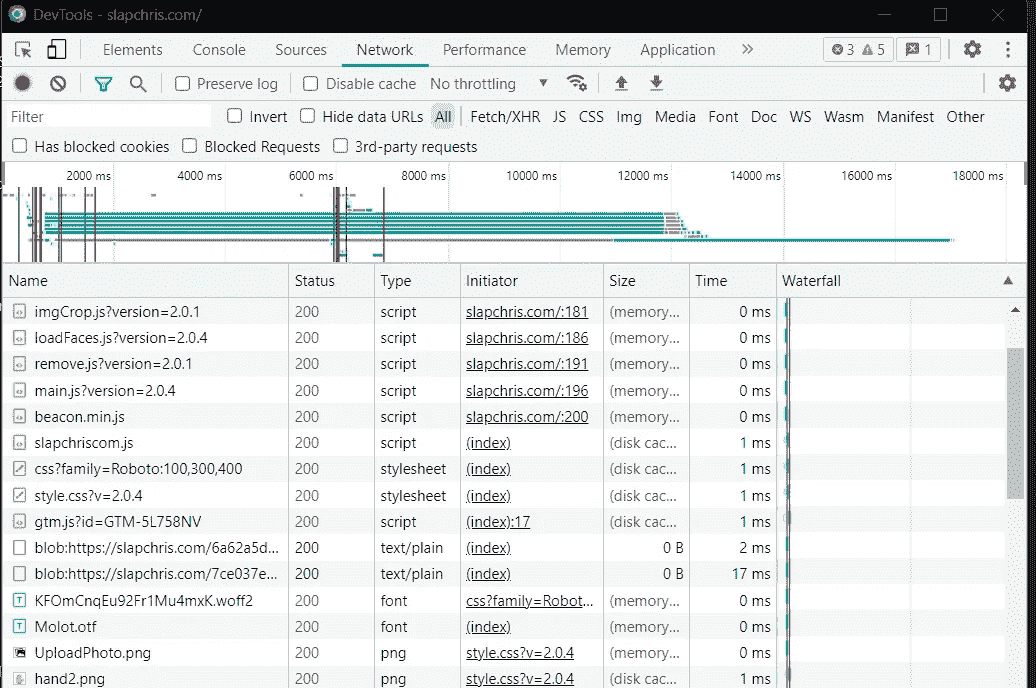 DevTools - slapchris.com/
Elements Console Sources Network Performance Memory Application » 3 5 1
Preserve log Disable cache No throttling
Filter Invert Hide data URLs All Fetch/XHR JS CSS Img Media Font Doc WS Wasm Manifest Other
Has blocked cookies Blocked Requests 3rd-party requests
2000 ms 4000 ms 6000 ms 8000 ms 10000 ms 12000 ms 14000 ms 16000 ms 18000 ms
Name Status Type Initiator Size Time Waterfall
imgCrop.js?version=2.0.1 200 script slapchris.com/:181 (memory... 0 ms
loadFaces.js?version=2.0.4 200 script slapchris.com/:186 (memory... 0 ms
remove.js?version=2.0.1 200 script slapchris.com/:191 (memory... 0 ms
main.js?version=2.0.4 200 script slapchris.com/:196 (memory... 0 ms
beacon.min.js 200 script slapchris.com/:200 (memory... 0 ms
slapchriscom.js 200 script (index) (disk cac... 1 ms
css?family=Roboto:100,300,400 200 stylesheet (index) (disk cac... 1 ms
style.css?v=2.0.4 200 stylesheet (index) (disk cac... 1 ms
gtm.js?id=GTM-5L758NV 200 script (index):17 (disk cac... 1 ms
blob:https://slapchris.com/6a62a5d... 200 text/plain (index) 0 B 2 ms
blob:https://slapchris.com/7ce037e... 200 text/plain (index) 0 B 17 ms
KFOmCnqEu92Fr1Mu4mxK.woff2 200 font css?family=Robot... (memory... 0 ms
Molot.otf 200 font (index) (memory... 0 ms
UploadPhoto.png 200 png style.css?v=2.0.4 (memory... 0 ms
hand2.png 200 png style.css?v=2.0.4 (memory... 0 ms